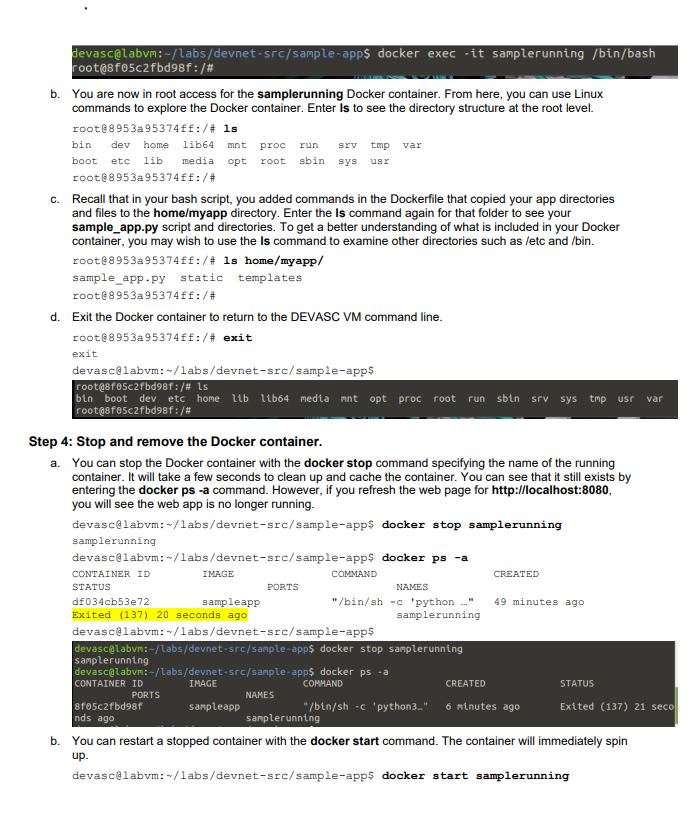 devasc@labvm:~/labs/devnet-src/sample-app$ docker exec -it samplerunning /bin/bash
root@8f05c2fbd98f:/#
b. You are now in root access for the samplerunning Docker container. From here, you can use Linux
commands to explore the Docker container. Enter ls to see the directory structure at the root level.
root@8953a95374ff:/# ls
bin dev home lib64 mnt proc run srv tmp var
boot etc lib media opt root sbin sys usr
root@8953a95374ff:/#
c. Recall that in your bash script, you added commands in the Dockerfile that copied your app directories
and files to the home/myapp directory. Enter the ls command again for that folder to see your
sample_app.py script and directories. To get a better understanding of what is included in your Docker
container, you may wish to use the ls command to examine other directories such as /etc and /bin.
root@8953a95374ff:/# ls home/myapp/
sample_app.py static templates
root@8953a95374ff:/#
d. Exit the Docker container to return to the DEVASC VM command line.
root@8953a95374ff:/# exit
exit
devasc@labvm:~/labs/devnet-src/sample-app$
root@8f05c2fbd98f:/# ls
bin boot dev etc home lib lib64 media mnt opt proc root run sbin srv sys tmp usr var
root@8f05c2fbd98f:/#
Step 4: Stop and remove the Docker container.
a. You can stop the Docker container with the docker stop command specifying the name of the running
container. It will take a few seconds to clean up and cache the container. You can see that it still exists by
entering the docker ps -a command. However, if you refresh the web page for http://localhost:8080,
you will see the web app is no longer running.
devasc@labvm:~/labs/devnet-src/sample-app$ docker stop samplerunning
samplerunning
devasc@labvm:~/labs/devnet-src/sample-app$ docker ps -a
CONTAINER ID IMAGE COMMAND CREATED
STATUS PORTS NAMES
df034cb53e72 sampleapp "/bin/sh -c 'python …" 49 minutes ago
Exited (137) 20 seconds ago samplerunning
devasc@labvm:~/labs/devnet-src/sample-app$
devasc@labvm:~/labs/devnet-src/sample-app$ docker stop samplerunning
samplerunning
devasc@labvm:~/labs/devnet-src/sample-app$ docker ps -a
CONTAINER ID IMAGE COMMAND CREATED STATUS
PORTS NAMES
8f05c2fbd98f sampleapp "/bin/sh -c 'python3…" 6 minutes ago Exited (137) 21 seco
nds ago samplerunning
b. You can restart a stopped container with the docker start command. The container will immediately spin
up.
devasc@labvm:~/labs/devnet-src/sample-app$ docker start samplerunning